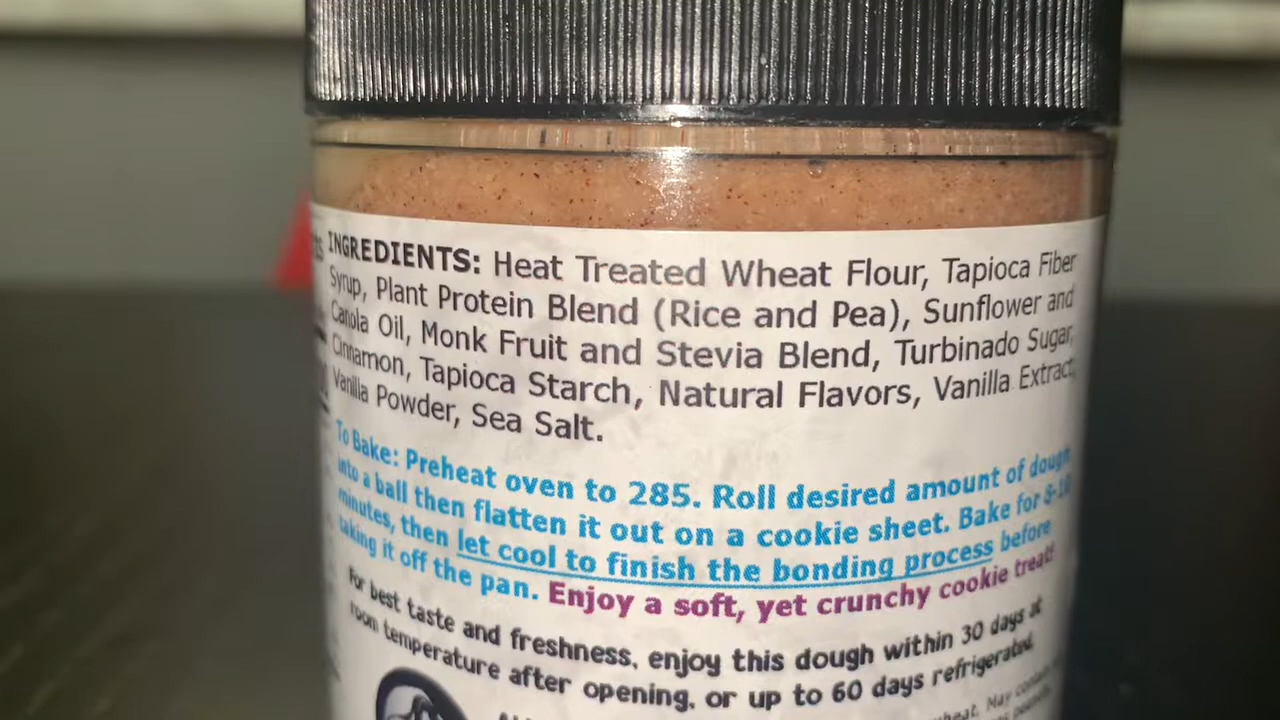 INGREDIENTS: Heat Treated Wheat Flour, Tapioca Fiber
Syrup, Plant Protein Blend (Rice and Pea), Sunflower and
Canola Oil, Monk Fruit and Stevia Blend, Turbinado Sugar,
Cinnamon, Tapioca Starch, Natural Flavors, Vanilla Extract,
Vanilla Powder, Sea Salt.
To Bake: Preheat oven to 285. Roll desired amount of dough
into a ball then flatten it out on a cookie sheet. Bake for 8-10
minutes, then let cool to finish the bonding process before
taking it off the pan. Enjoy a soft, yet crunchy cookie treat!
For best taste and freshness, enjoy this dough within 30 days at
room temperature after opening, or up to 60 days refrigerated.
wheat. May contain